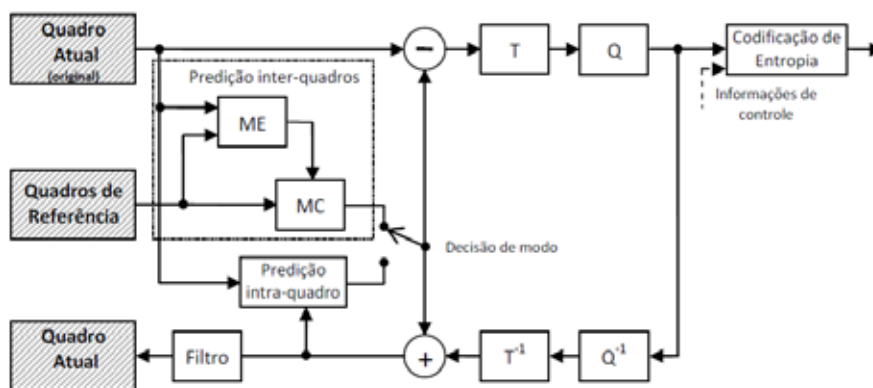 Quadro
Atual
(original)
Predição inter-quadros
ME
MC
Quadros de
Referência
Predição
intra-quadro
Decisão de modo
T
Q
Codificação de
Entropia
Informações de
controle
Quadro
Atual
Filtro
+
T⁻¹
Q⁻¹